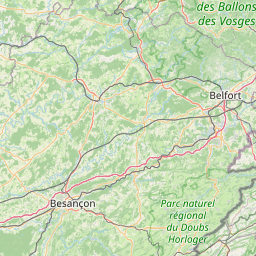 des Ballons
des Vosges
Belfort
Besançon
Parc naturel
régional
du Doubs
Horloger